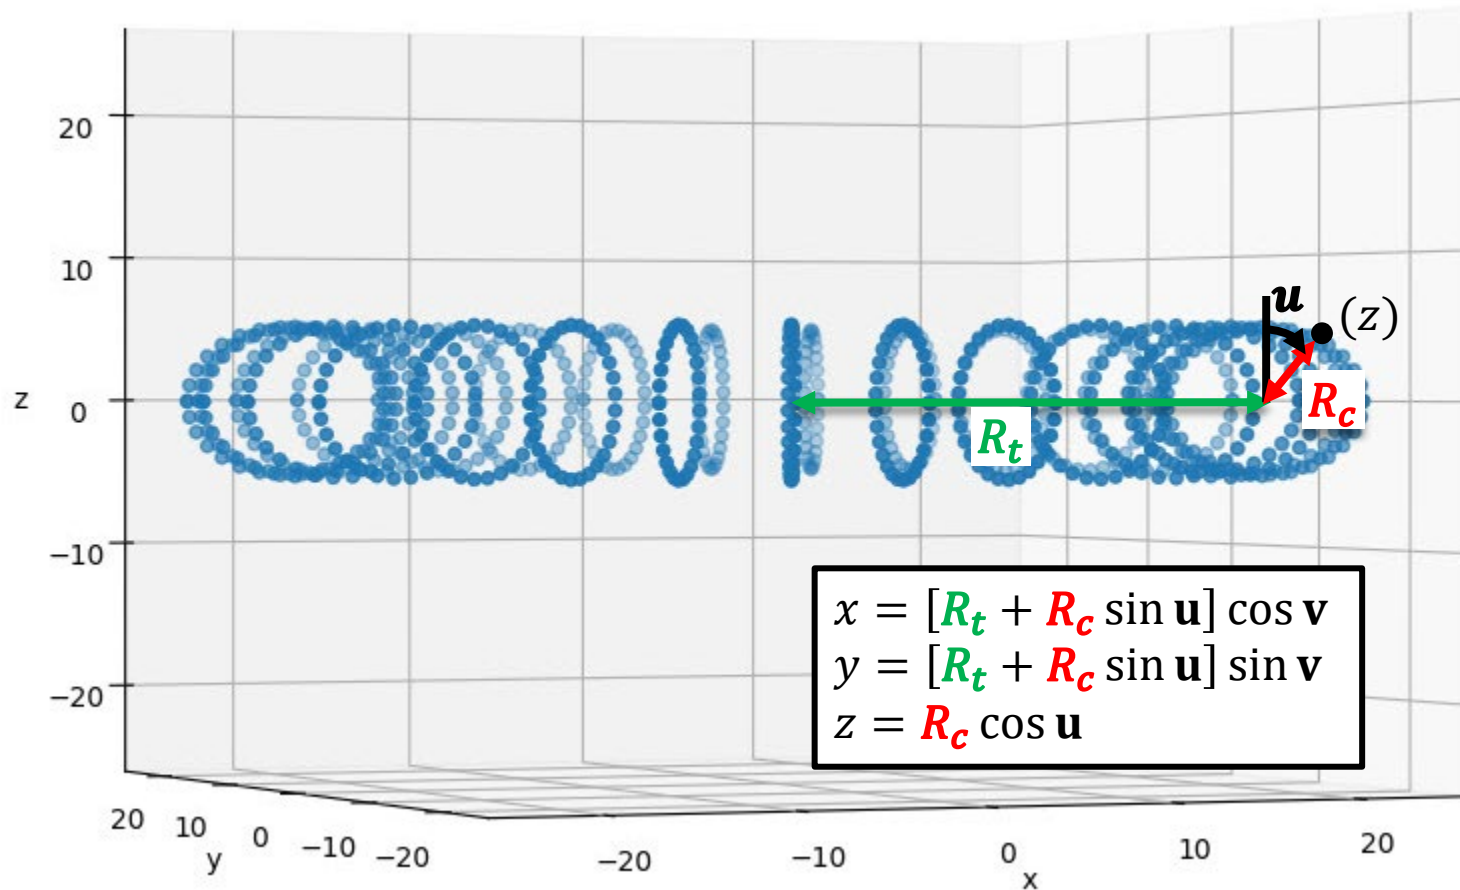 20
10
u
(z)
z
0
R_c
R_t
−10
x = [R_t + R_c sin u] cos v
y = [R_t + R_c sin u] sin v
z = R_c cos u
−20
20
10
0
−10
−20
y
−20
−10
0
10
20
x